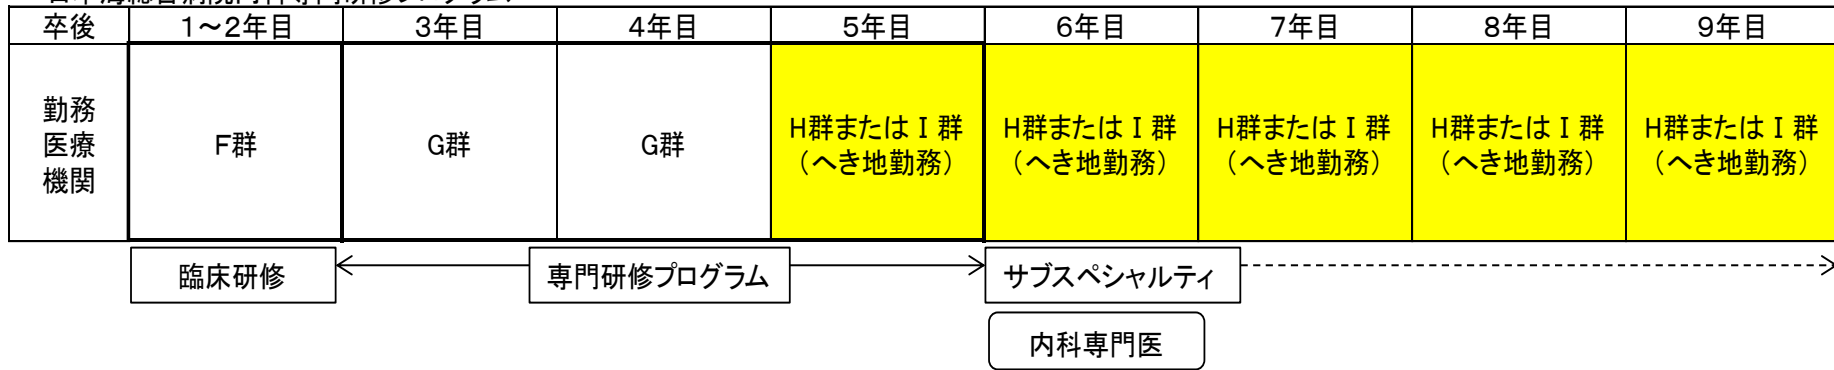 卒後 1～2年目 3年目 4年目 5年目 6年目 7年目 8年目 9年目
勤務
医療
機関
F群
G群
G群
H群またはＩ群
（へき地勤務）
H群またはＩ群
（へき地勤務）
H群またはＩ群
（へき地勤務）
H群またはＩ群
（へき地勤務）
H群またはＩ群
（へき地勤務）
臨床研修
専門研修プログラム
サブスペシャルティ
内科専門医